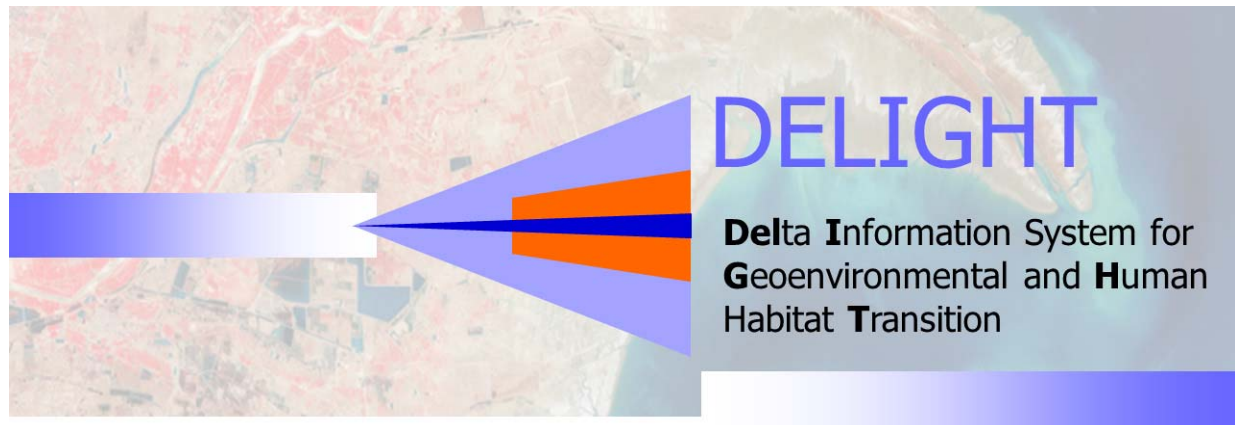 DELIGHT
Delta Information System for
Geoenvironmental and Human
Habitat Transition